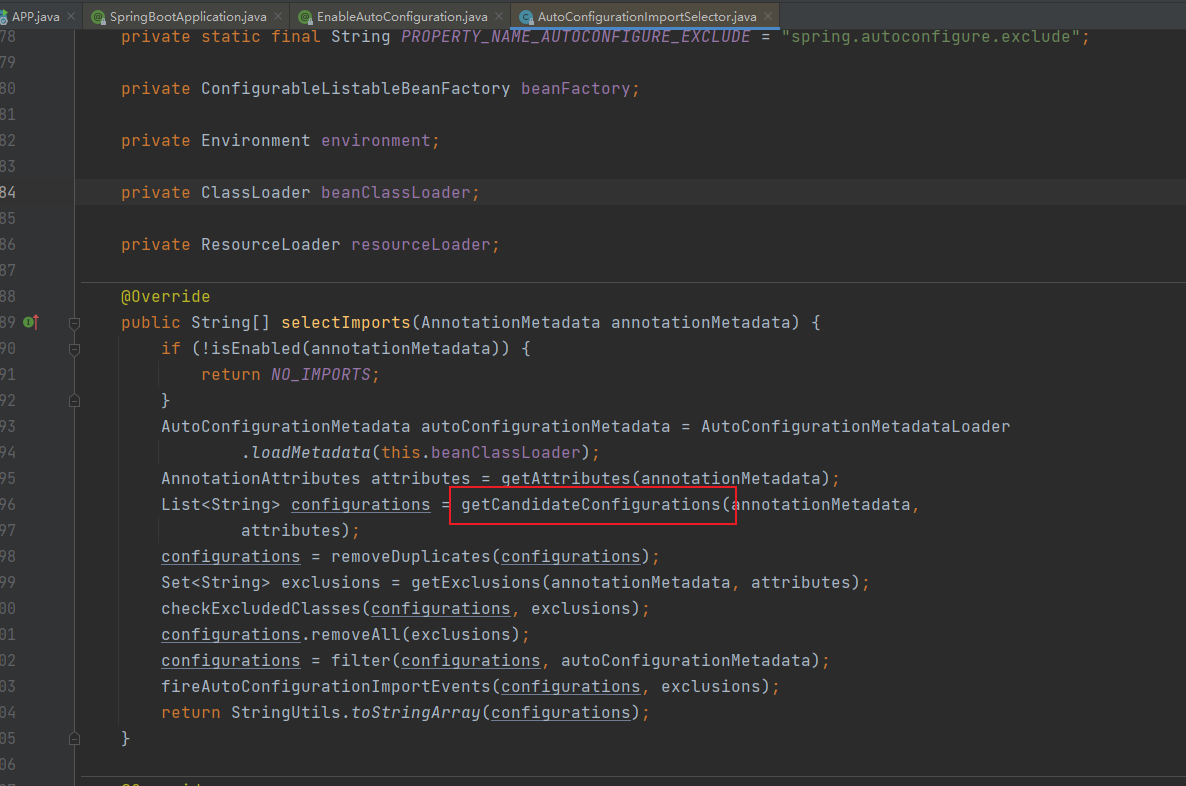 APP.java × SpringBootApplication.java × EnableAutoConfiguration.java × AutoConfigurationImportSelector.java ×
78 private static final String PROPERTY_NAME_AUTOCONFIGURE_EXCLUDE = "spring.autoconfigure.exclude";
79
80 private ConfigurableListableBeanFactory beanFactory;
81
82 private Environment environment;
83
84 private ClassLoader beanClassLoader;
85
86 private ResourceLoader resourceLoader;
87
88 @Override
89 public String[] selectImports(AnnotationMetadata annotationMetadata) {
90 if (!isEnabled(annotationMetadata)) {
91 return NO_IMPORTS;
92 }
93 AutoConfigurationMetadata autoConfigurationMetadata = AutoConfigurationMetadataLoader
94 .loadMetadata(this.beanClassLoader);
95 AnnotationAttributes attributes = getAttributes(annotationMetadata);
96 List<String> configurations = getCandidateConfigurations(annotationMetadata,
97 attributes);
98 configurations = removeDuplicates(configurations);
99 Set<String> exclusions = getExclusions(annotationMetadata, attributes);
00 checkExcludedClasses(configurations, exclusions);
01 configurations.removeAll(exclusions);
02 configurations = filter(configurations, autoConfigurationMetadata);
03 fireAutoConfigurationImportEvents(configurations, exclusions);
04 return StringUtils.toStringArray(configurations);
05 }
06